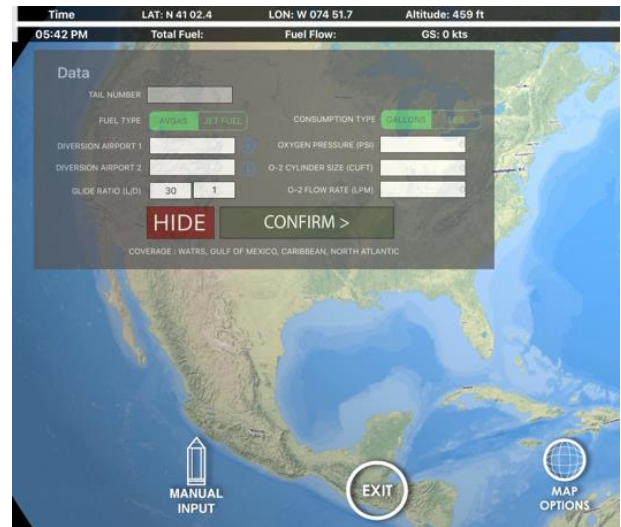 Time LAT: N 41 02.4 LON: W 074 51.7 Altitude: 459 ft
05:42 PM Total Fuel: Fuel Flow: GS: 0 kts
Data
TAIL NUMBER
FUEL TYPE AVGAS JET FUEL CONSUMPTION TYPE GALLONS LBS
DIVERSION AIRPORT 1 OXYGEN PRESSURE (PSI)
DIVERSION AIRPORT 2 O-2 CYLINDER SIZE (CUFT)
GLIDE RATIO (L/D) 30 1 O-2 FLOW RATE (LPM)
HIDE CONFIRM >
COVERAGE : WATRS, GULF OF MEXICO, CARIBBEAN, NORTH ATLANTIC
MANUAL INPUT
EXIT
MAP OPTIONS